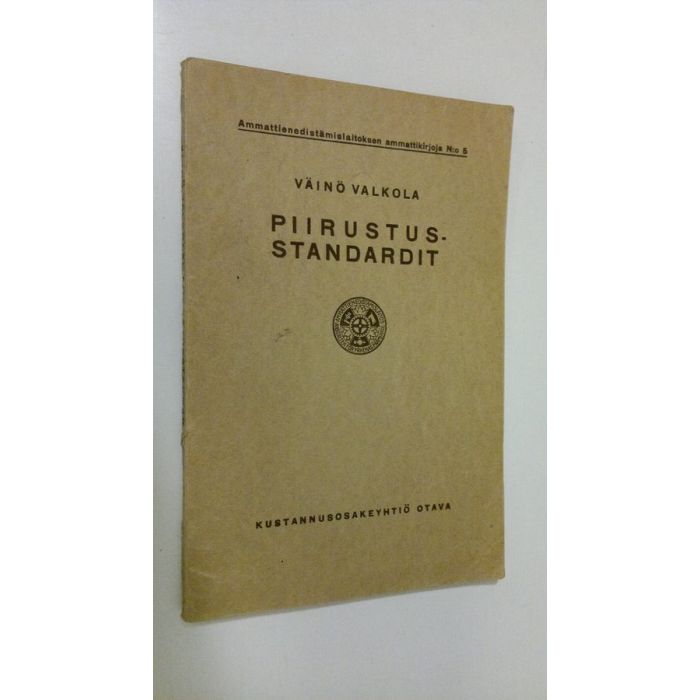 Ammattienedistämislaitoksen ammattikirjoja N:o 5
VÄINÖ VALKOLA
PIIRUSTUS-
STANDARDIT
KUSTANNUSOSAKEYHTIÖ OTAVA